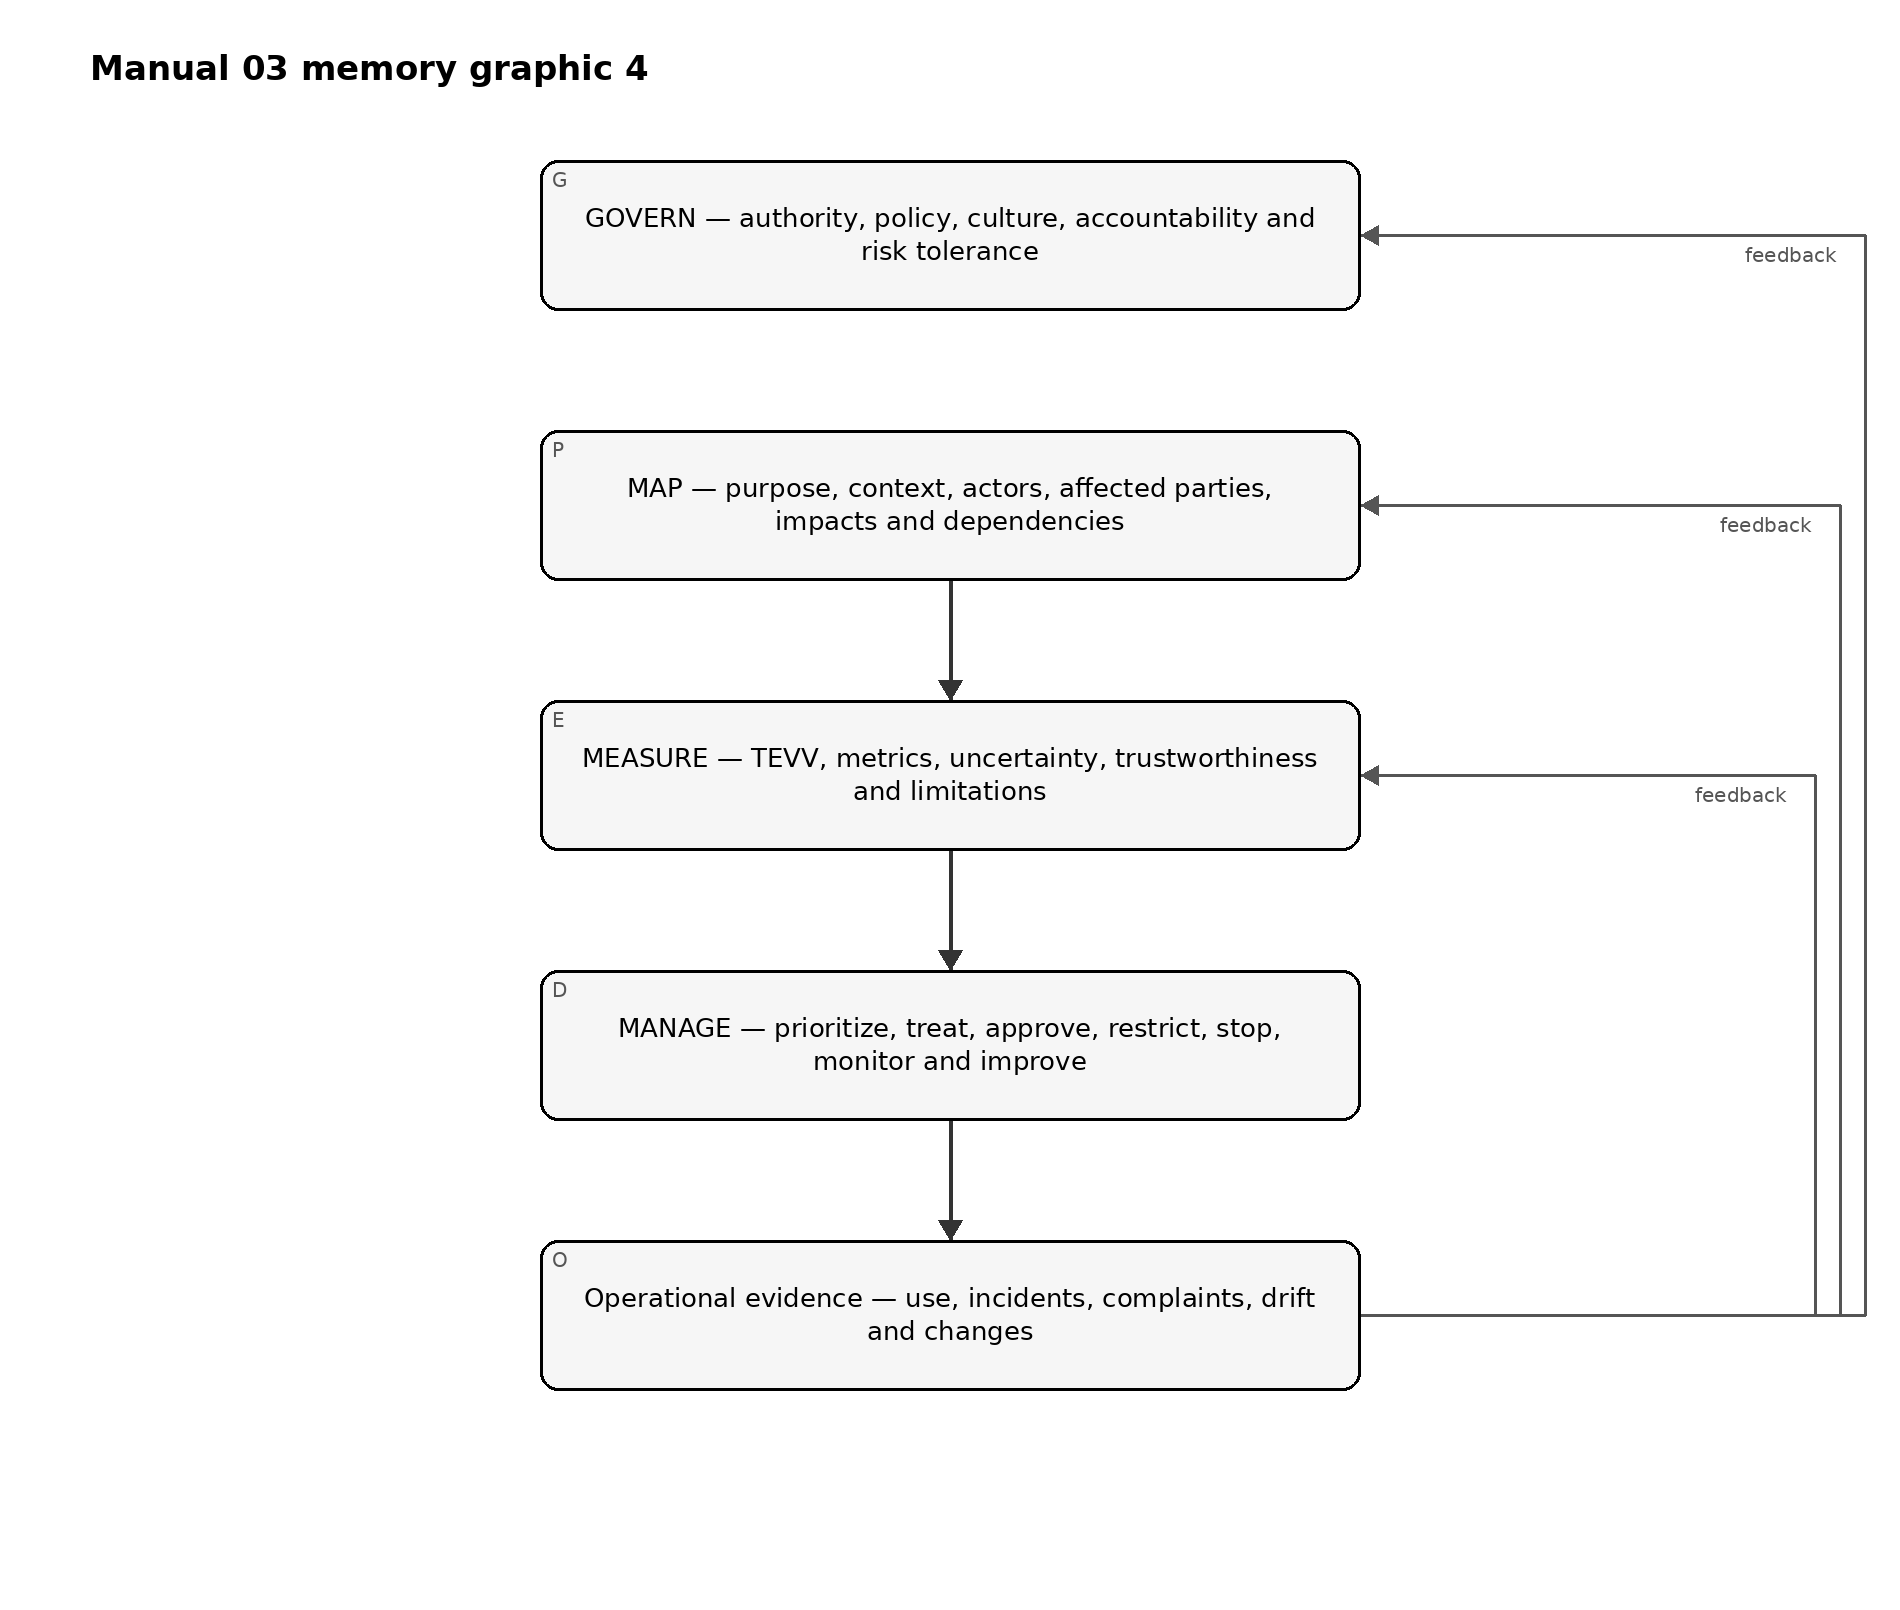 Manual 03 memory graphic 4
G
GOVERN — authority, policy, culture, accountability and
risk tolerance
feedback
P
MAP — purpose, context, actors, affected parties,
impacts and dependencies
feedback
E
MEASURE — TEVV, metrics, uncertainty, trustworthiness
and limitations
feedback
D
MANAGE — prioritize, treat, approve, restrict, stop,
monitor and improve
O
Operational evidence — use, incidents, complaints, drift
and changes